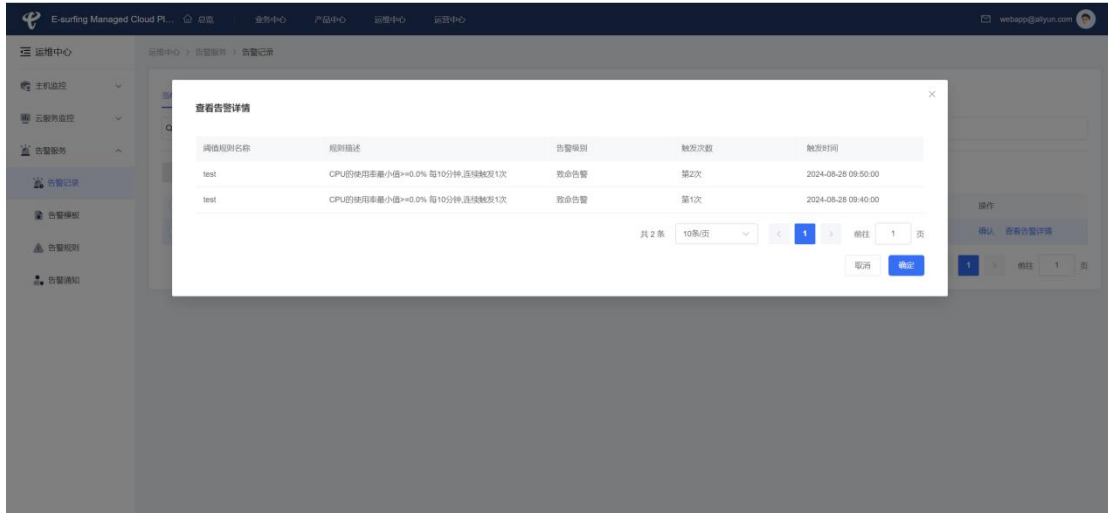 E-surfing Managed Cloud Pl... 总览 业务中心 产品中心 运维中心 运营中心 webapp@aliyun.com
运维中心
运维中心 > 告警服务 > 告警记录
主机监控
云服务监控
告警服务
告警记录
告警模板
告警规则
告警通知
查看告警详情
阈值规则名称 规则描述 告警级别 触发次数 触发时间
test CPU的使用率最小值>=0.0% 每10分钟,连续触发1次 致命告警 第2次 2024-08-28 09:50:00
test CPU的使用率最小值>=0.0% 每10分钟,连续触发1次 致命告警 第1次 2024-08-28 09:40:00
共 2 条 10条/页 1 前往 1 页
取消 确定
操作
确认 查看告警详情
1 前往 1 页